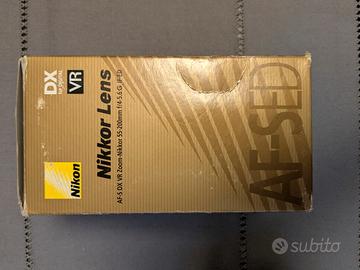 DX
VR
Nikkor Lens
AF-S DX VR Zoom-Nikkor 55-200mm f/4-5.6 G IF-ED
Nikon
AF-S ED
subito